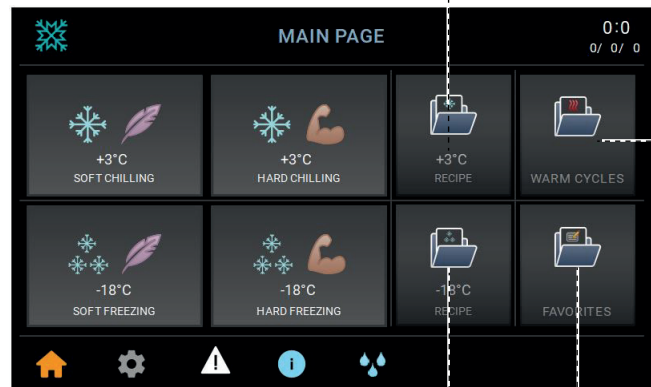 MAIN PAGE
0:0
0/ 0/ 0
+3°C
SOFT CHILLING
+3°C
HARD CHILLING
+3°C
RECIPE
WARM CYCLES
-18°C
SOFT FREEZING
-18°C
HARD FREEZING
-18°C
RECIPE
FAVORITES
i